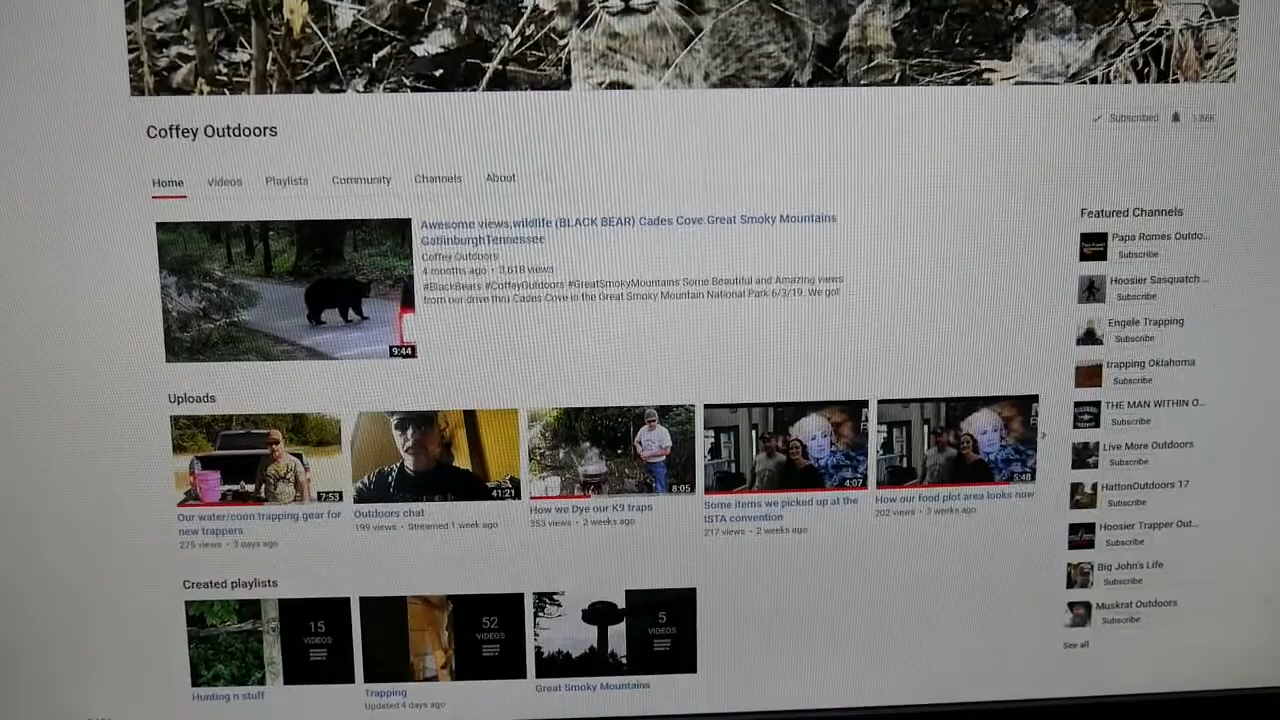 Coffey Outdoors
Subscribed 1.86K
Home Videos Playlists Community Channels About
Awesome views,wildlife (BLACK BEAR) Cades Cove.Great Smoky Mountains
GatlinburghTennessee
Coffey Outdoors
4 months ago • 3,618 views
#BlackBears #CoffeyOutdoors #GreatSmokyMountains Some Beautiful and Amazing views
from our drive thru Cades Cove in the Great Smoky Mountain National Park 6/3/19. We got
9:44
Featured Channels
Papa Romes Outdo...
Subscribe
Hoosier Sasquatch ...
Subscribe
Engele Trapping
Subscribe
trapping Oklahoma
Subscribe
THE MAN WITHIN O...
Subscribe
Live More Outdoors
Subscribe
HattonOutdoors 17
Subscribe
Hoosier Trapper Out...
Subscribe
Big John's Life
Subscribe
Muskrat Outdoors
Subscribe
See all
Uploads
7:53
Our water/coon trapping gear for
new trappers
275 views • 3 days ago
41:21
Outdoors chat
199 views • Streamed 1 week ago
8:05
How we Dye our K9 traps
353 views • 2 weeks ago
4:07
Some items we picked up at the
ISTA convention
217 views • 2 weeks ago
5:48
How our food plot area looks now
202 views • 3 weeks ago
Created playlists
15
VIDEOS
Hunting n stuff
52
VIDEOS
Trapping
Updated 4 days ago
5
VIDEOS
Great Smoky Mountains